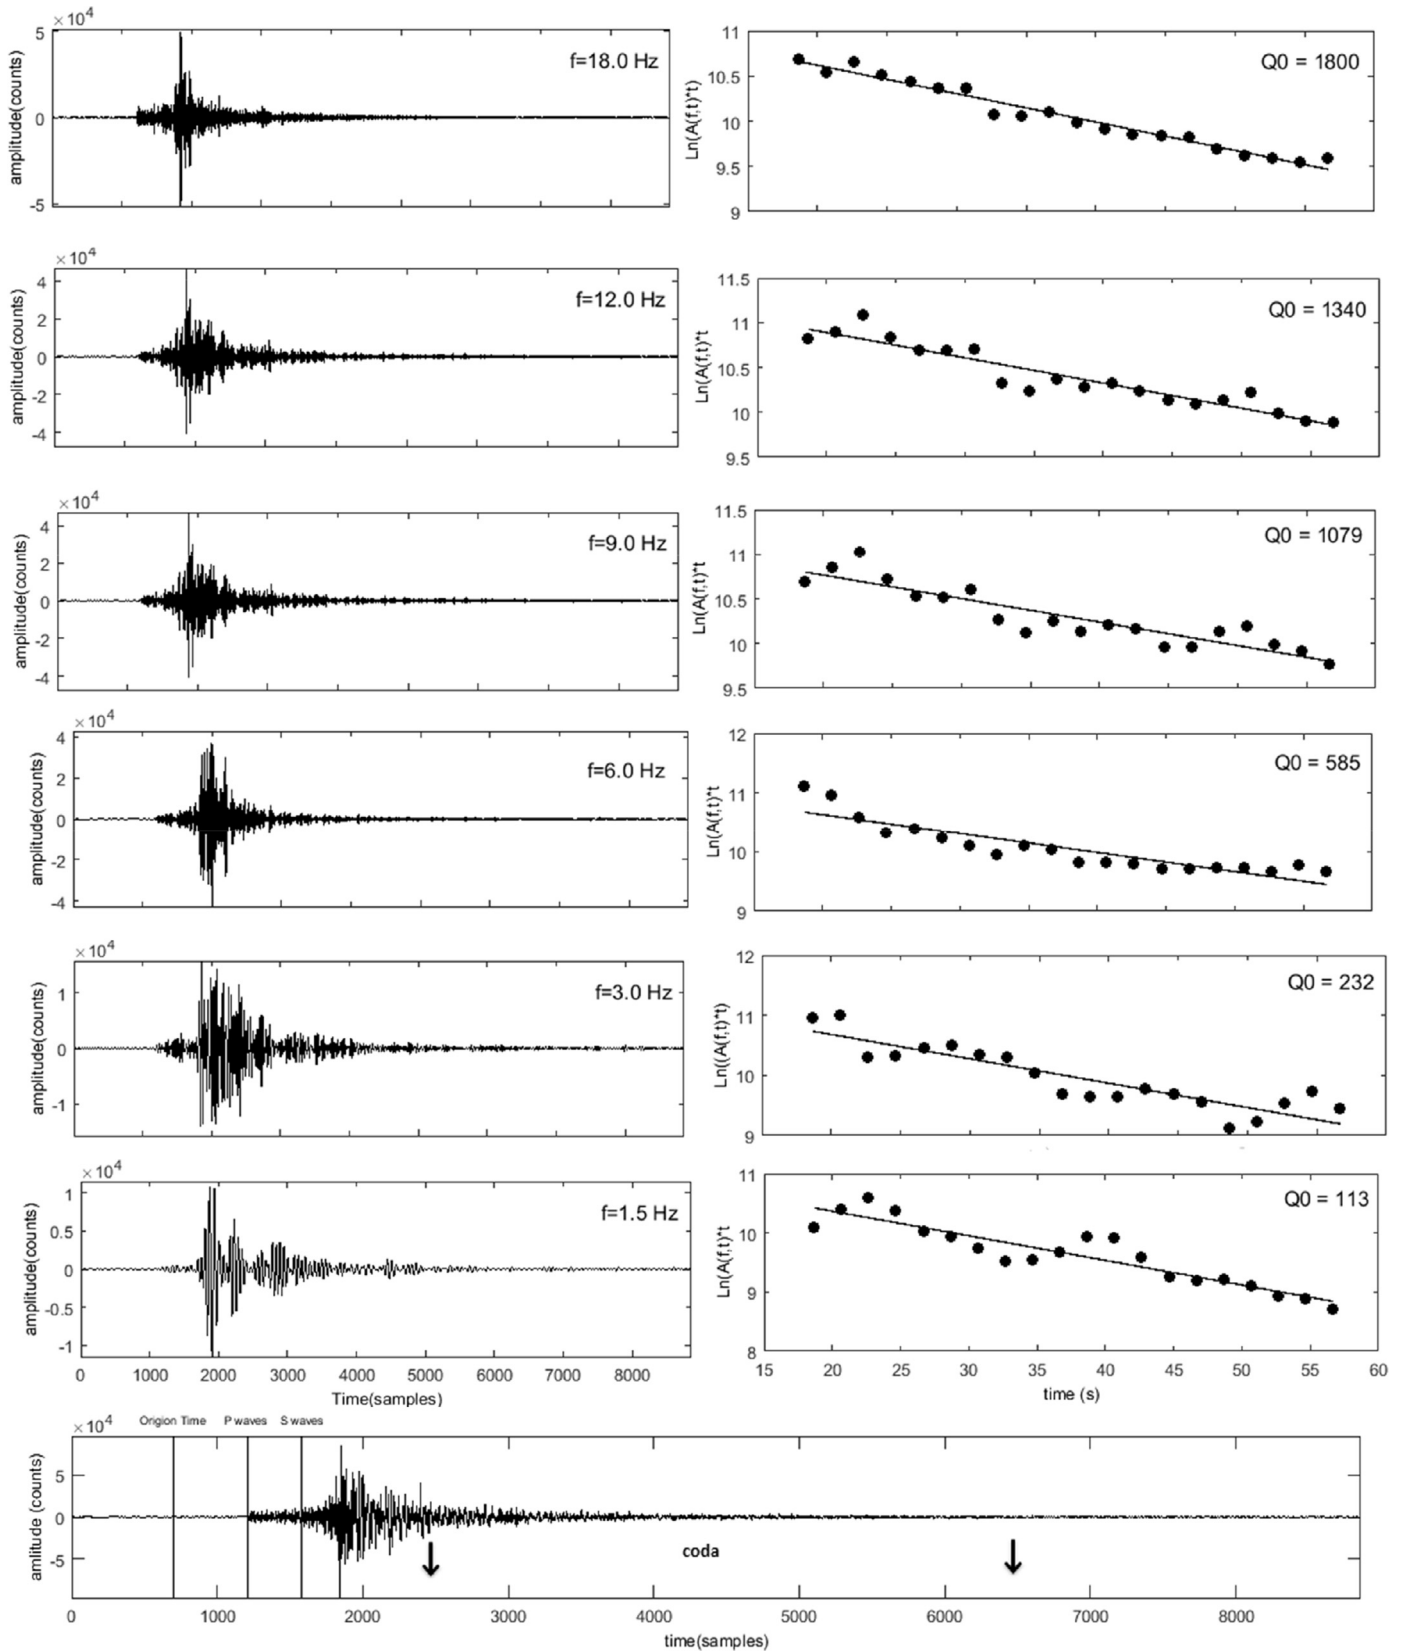 ×10⁴
5
0
-5
amplitude(counts)
f=18.0 Hz
11
10.5
10
9.5
9
Ln(A(f,t)*t)
Q0 = 1800
×10⁴
4
2
0
-2
-4
amplitude(counts)
f=12.0 Hz
11.5
11
10.5
10
9.5
Ln(A(f,t)*t
Q0 = 1340
×10⁴
4
2
0
-2
-4
amplitude(counts)
f=9.0 Hz
11.5
11
10.5
10
9.5
Ln(A(f,t)*t
Q0 = 1079
×10⁴
4
2
0
-2
-4
amplitude(counts)
f=6.0 Hz
12
11
10
9
Ln(A(f,t)*t
Q0 = 585
×10⁴
1
0
-1
amplitude(counts)
f=3.0 Hz
12
11
10
9
Ln((A(f,t)*t)
Q0 = 232
×10⁴
1
0.5
0
-0.5
-1
amplitude(counts)
f=1.5 Hz
0 1000 2000 3000 4000 5000 6000 7000 8000
Time(samples)
11
10
9
8
Ln(A(f,t)*t
Q0 = 113
15 20 25 30 35 40 45 50 55 60
time (s)
×10⁴
Origion Time P waves S waves
5
0
-5
amlitude (counts)
coda
0 1000 2000 3000 4000 5000 6000 7000 8000
time(samples)